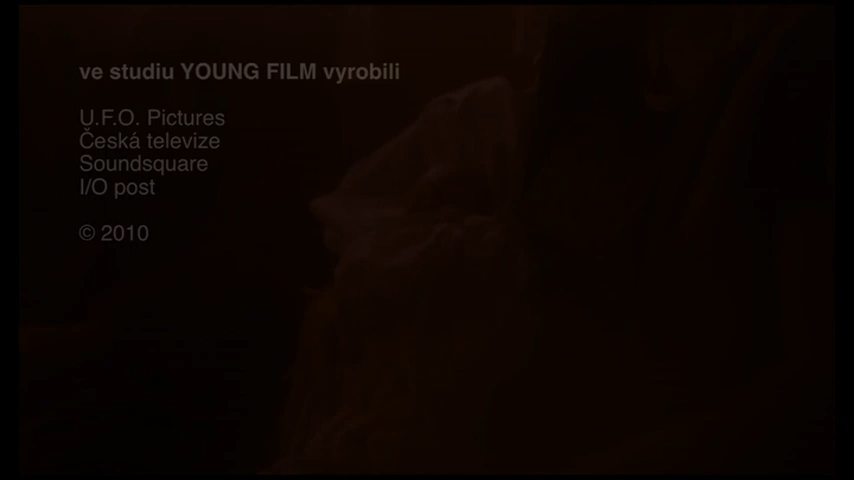 ve studiu YOUNG FILM vyrobili
U.F.O. Pictures
Česká televize
Soundsquare
I/O post
© 2010